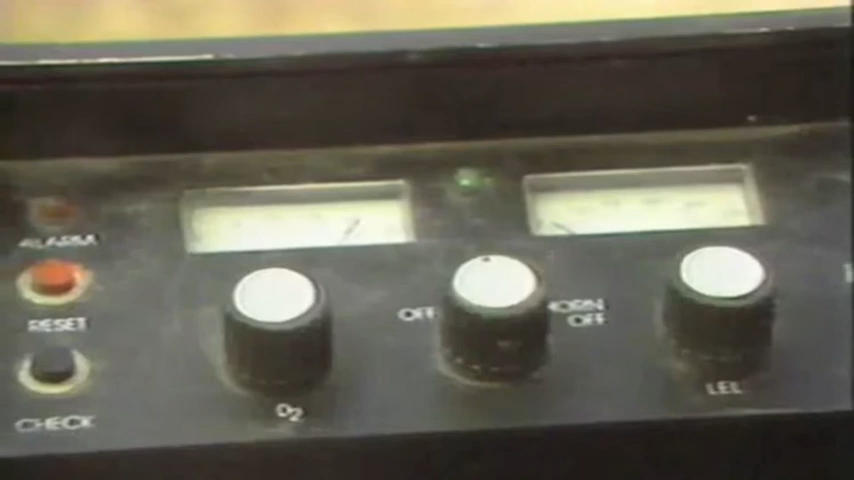 ALARM
RESET
CHECK
O2
OFF
HORN
OFF
LEL